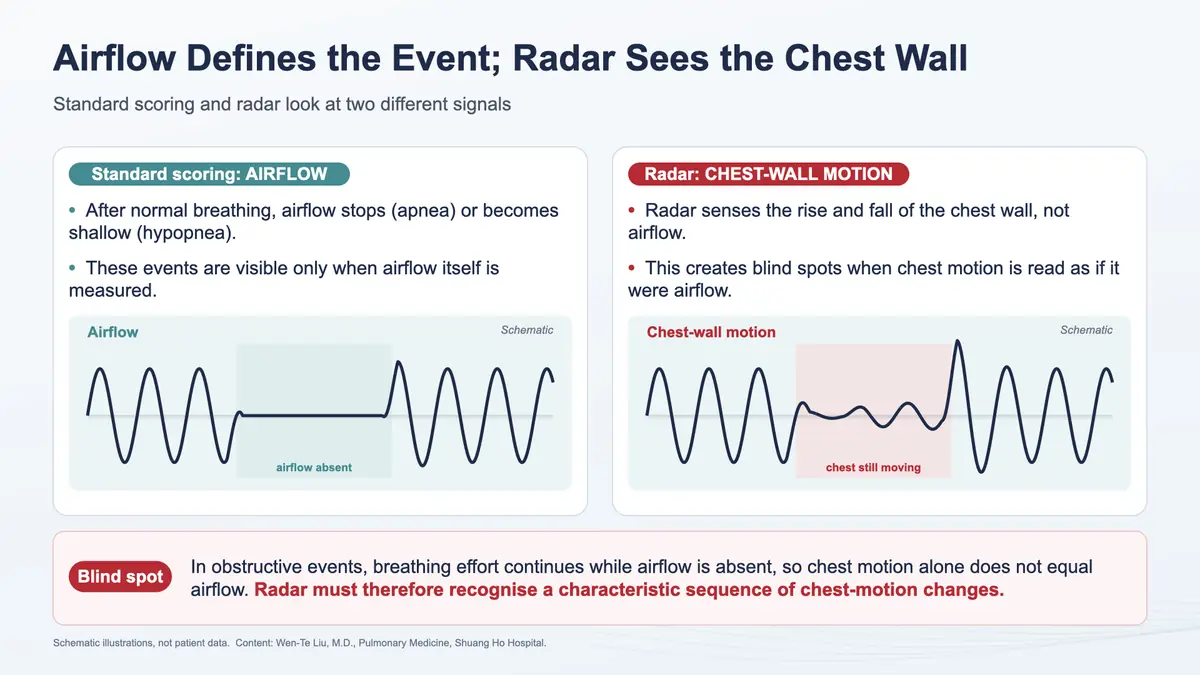 Airflow Defines the Event; Radar Sees the Chest Wall
Standard scoring and radar look at two different signals
Standard scoring: AIRFLOW
• After normal breathing, airflow stops (apnea) or becomes
shallow (hypopnea).
• These events are visible only when airflow itself is
measured.
Airflow
Schematic
airflow absent
Radar: CHEST-WALL MOTION
• Radar senses the rise and fall of the chest wall, not
airflow.
• This creates blind spots when chest motion is read as if it
were airflow.
Chest-wall motion
Schematic
chest still moving
Blind spot
In obstructive events, breathing effort continues while airflow is absent, so chest motion alone does not equal
airflow. Radar must therefore recognise a characteristic sequence of chest-motion changes.
Schematic illustrations, not patient data. Content: Wen-Te Liu, M.D., Pulmonary Medicine, Shuang Ho Hospital.